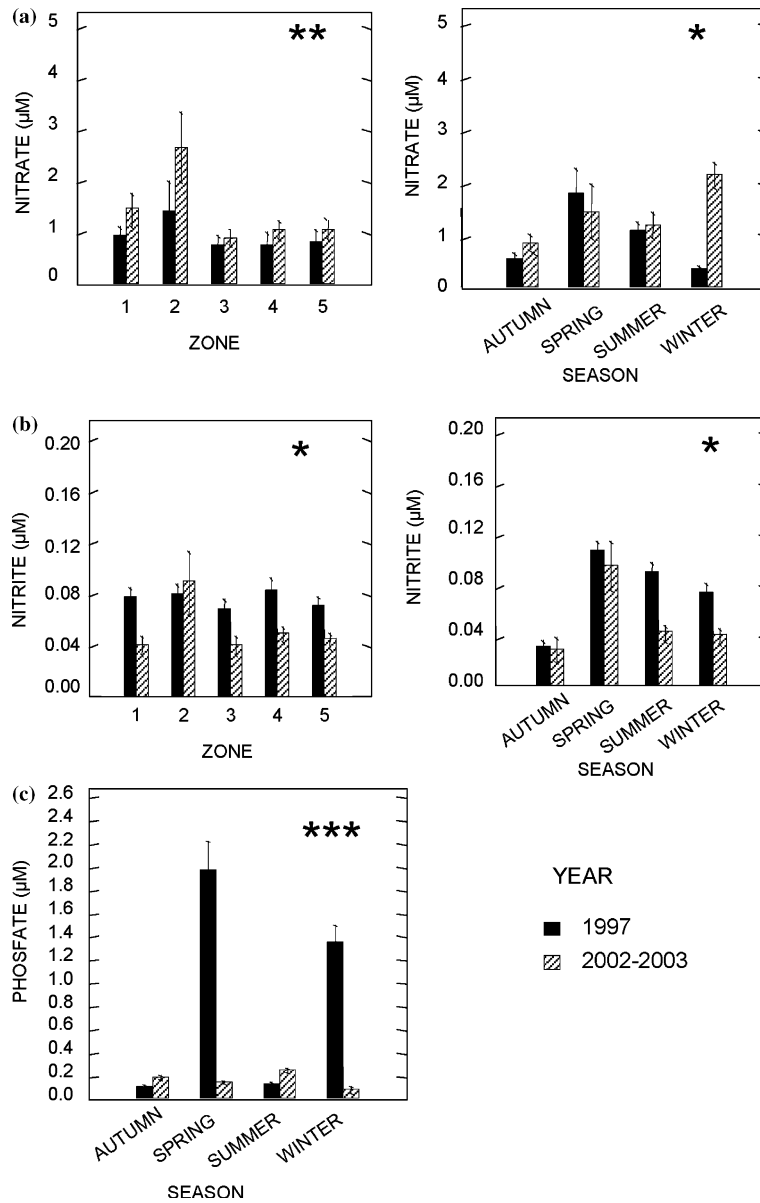 (a)
NITRATE (µM)
5
4
3
2
1
0
**
1 2 3 4 5
ZONE
NITRATE (µM)
5
4
3
2
1
0
*
AUTUMN SPRING SUMMER WINTER
SEASON
(b)
NITRITE (µM)
0.20
0.16
0.12
0.08
0.04
0.00
*
1 2 3 4 5
ZONE
NITRITE (µM)
0.20
0.16
0.12
0.08
0.04
0.00
*
AUTUMN SPRING SUMMER WINTER
SEASON
(c)
PHOSFATE (µM)
2.6
2.4
2.2
2.0
1.8
1.6
1.4
1.2
1.0
0.8
0.6
0.4
0.2
0.0
***
AUTUMN SPRING SUMMER WINTER
SEASON
YEAR
1997
2002-2003